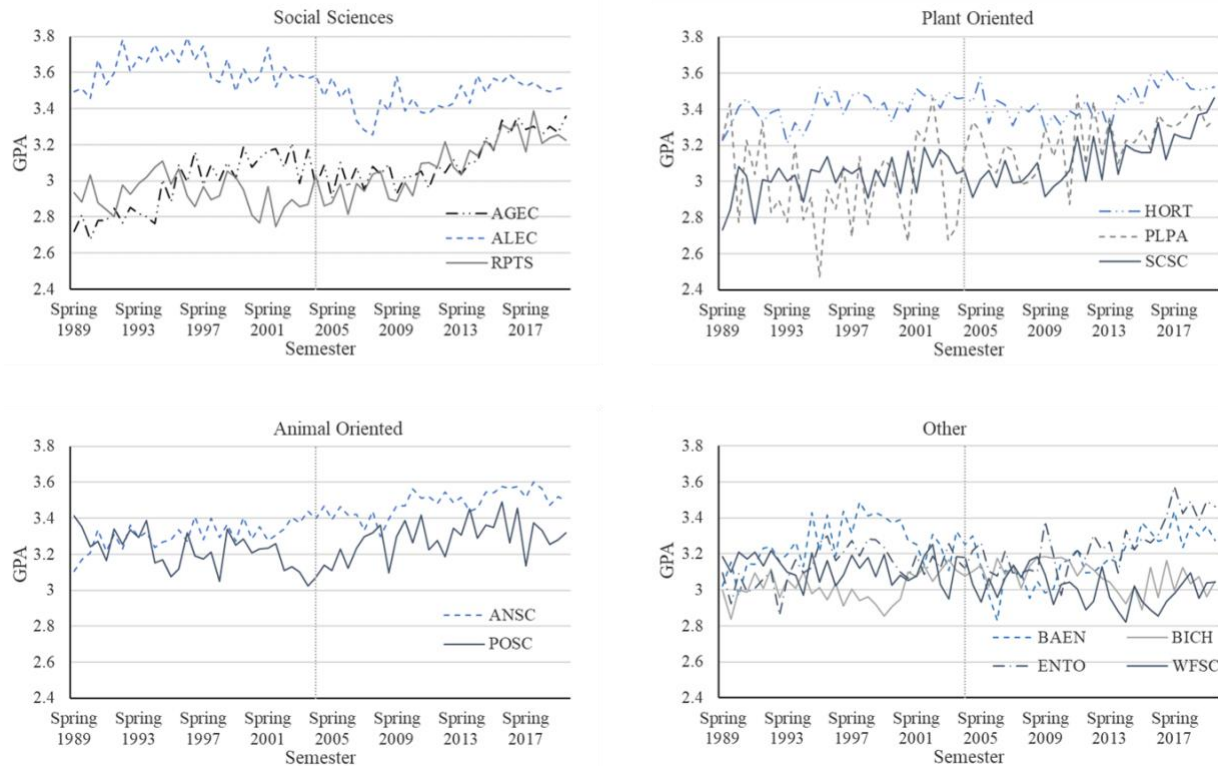 Social Sciences
3.8
3.6
3.4
3.2
3
2.8
2.6
2.4
GPA
AGEC
ALEC
RPTS
Spring Spring Spring Spring Spring Spring Spring Spring
1989 1993 1997 2001 2005 2009 2013 2017
Semester
Plant Oriented
3.8
3.6
3.4
3.2
3
2.8
2.6
2.4
GPA
HORT
PLPA
SCSC
Spring Spring Spring Spring Spring Spring Spring Spring
1989 1993 1997 2001 2005 2009 2013 2017
Semester
Animal Oriented
3.8
3.6
3.4
3.2
3
2.8
2.6
2.4
GPA
ANSC
POSC
Spring Spring Spring Spring Spring Spring Spring Spring
1989 1993 1997 2001 2005 2009 2013 2017
Semester
Other
3.8
3.6
3.4
3.2
3
2.8
2.6
2.4
GPA
BAEN BICH
ENTO WFSC
Spring Spring Spring Spring Spring Spring Spring Spring
1989 1993 1997 2001 2005 2009 2013 2017
Semester